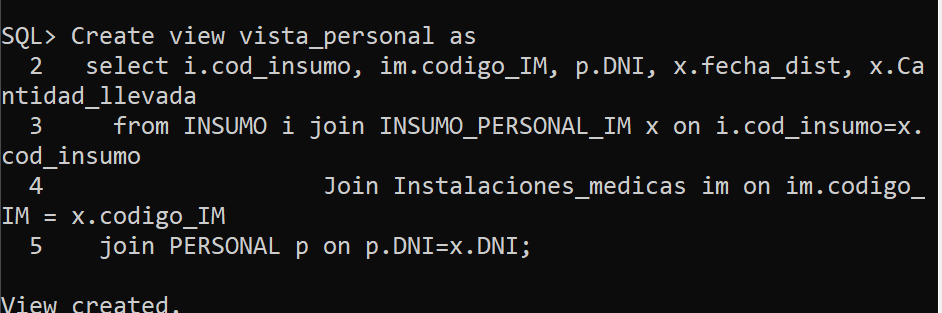 SQL> Create view vista_personal as
  2   select i.cod_insumo, im.codigo_IM, p.DNI, x.fecha_dist, x.Ca
ntidad_llevada
  3     from INSUMO i join INSUMO_PERSONAL_IM x on i.cod_insumo=x.
cod_insumo
  4                    Join Instalaciones_medicas im on im.codigo_
IM = x.codigo_IM
  5    join PERSONAL p on p.DNI=x.DNI;
View created.